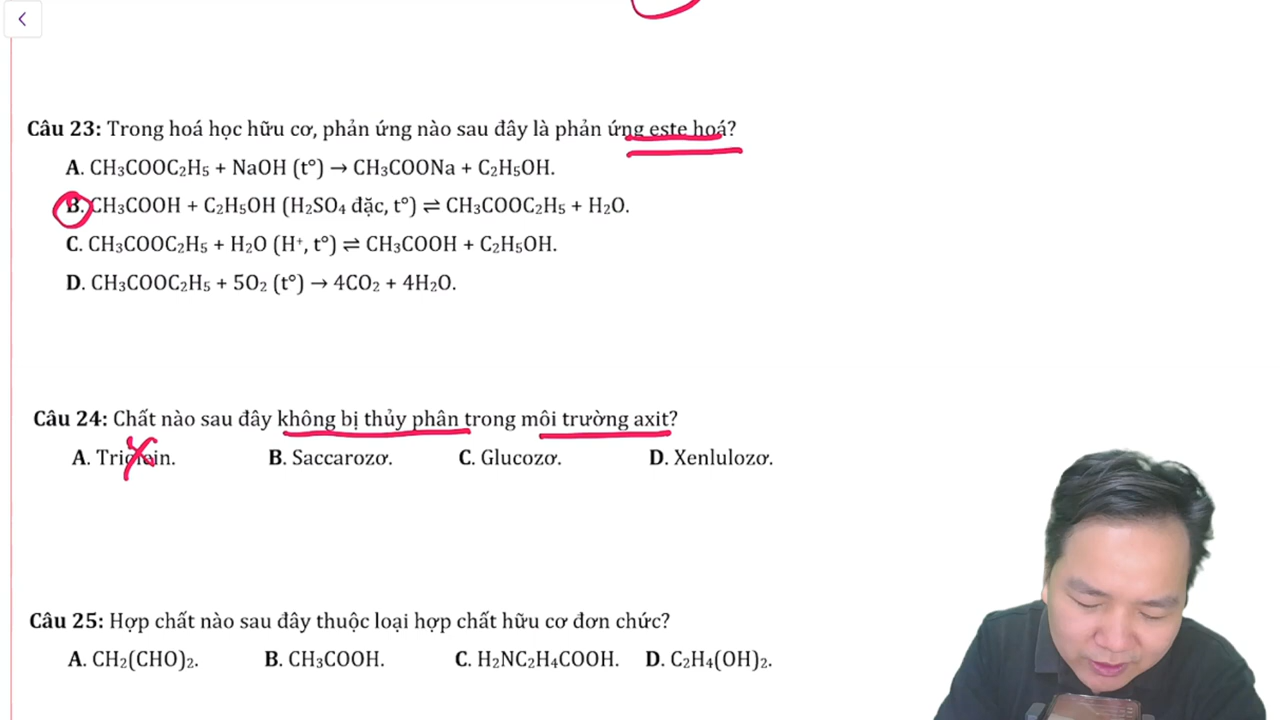 Câu 23: Trong hoá học hữu cơ, phản ứng nào sau đây là phản ứng este hoá?
A. CH₃COOC₂H₅ + NaOH (t°) → CH₃COONa + C₂H₅OH.
B. CH₃COOH + C₂H₅OH (H₂SO₄ đặc, t°) ⇌ CH₃COOC₂H₅ + H₂O.
C. CH₃COOC₂H₅ + H₂O (H⁺, t°) ⇌ CH₃COOH + C₂H₅OH.
D. CH₃COOC₂H₅ + 5O₂ (t°) → 4CO₂ + 4H₂O.
Câu 24: Chất nào sau đây không bị thủy phân trong môi trường axit?
A. Triolein. B. Saccarozơ. C. Glucozơ. D. Xenlulozơ.
Câu 25: Hợp chất nào sau đây thuộc loại hợp chất hữu cơ đơn chức?
A. CH₂(CHO)₂. B. CH₃COOH. C. H₂NC₂H₄COOH. D. C₂H₄(OH)₂.